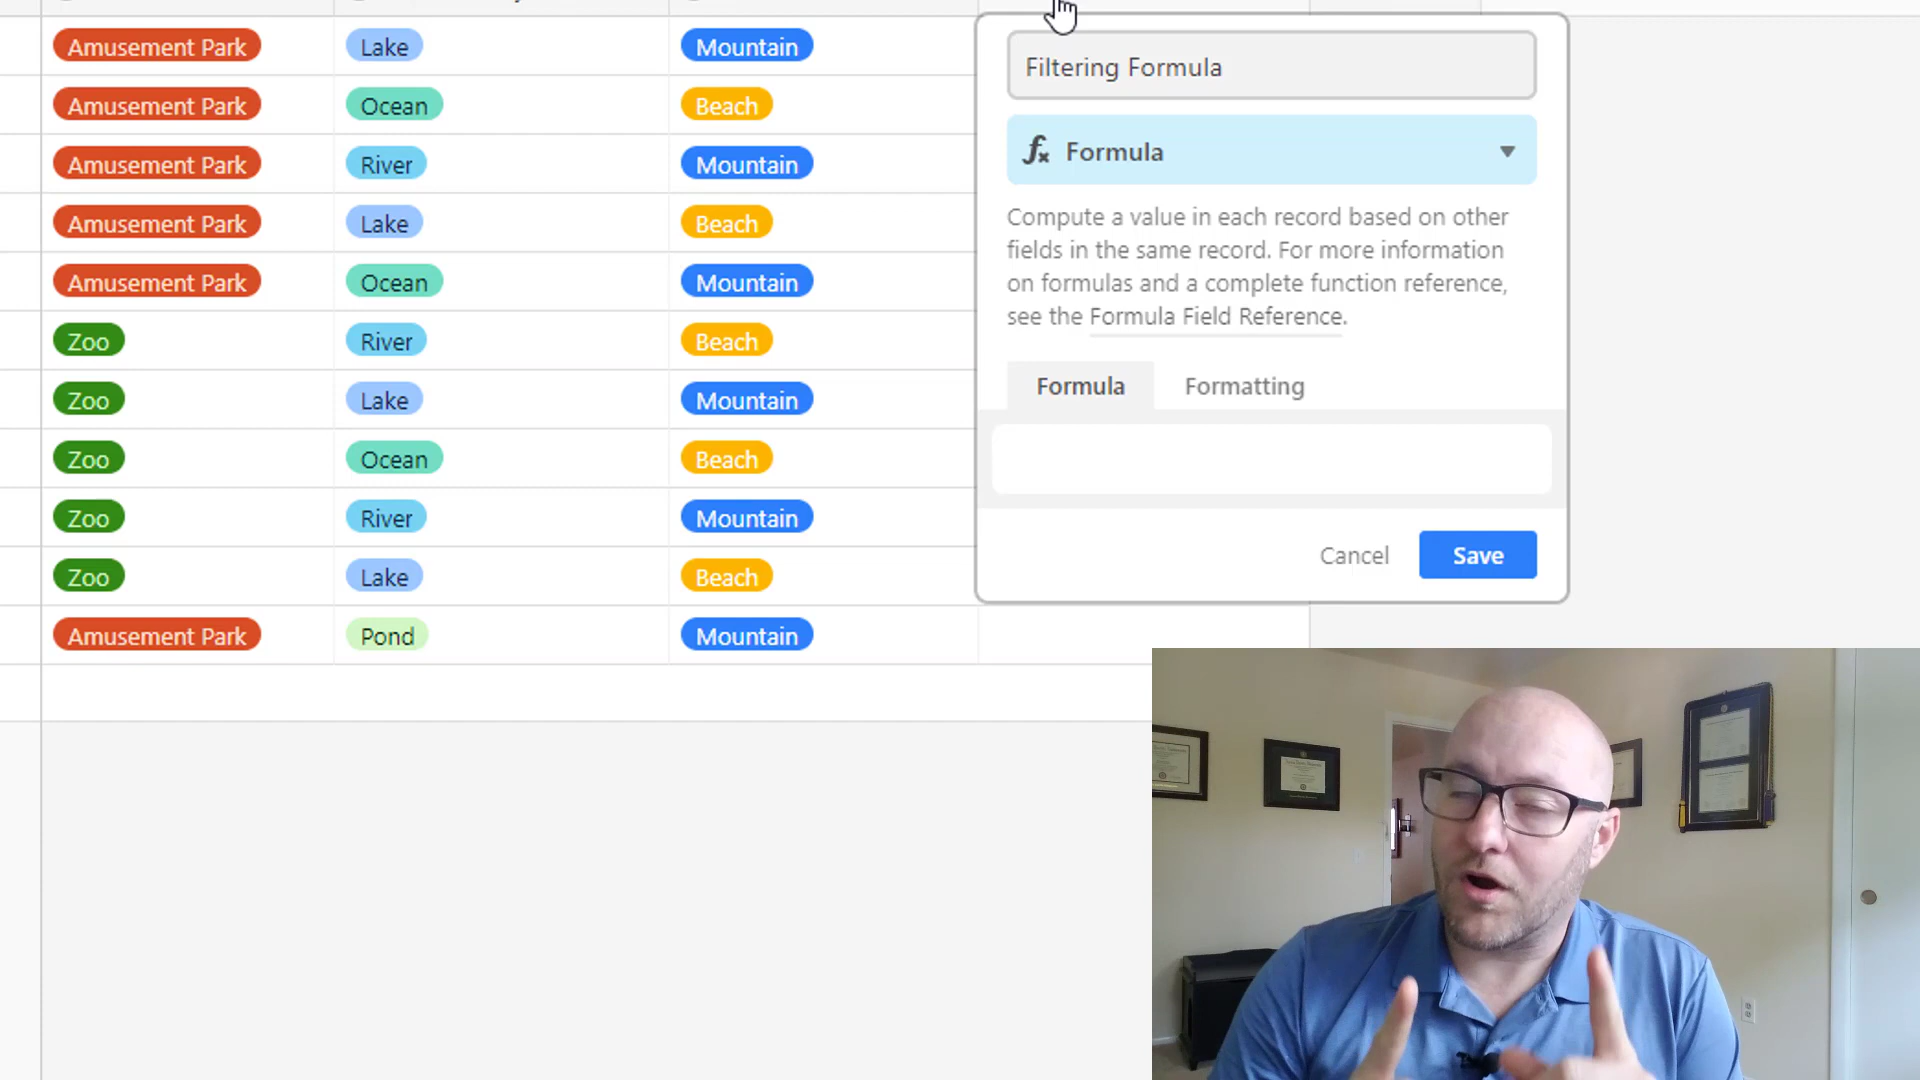 Amusement Park Lake Mountain
Amusement Park Ocean Beach
Amusement Park River Mountain
Amusement Park Lake Beach
Amusement Park Ocean Mountain
Zoo River Beach
Zoo Lake Mountain
Zoo Ocean Beach
Zoo River Mountain
Zoo Lake Beach
Amusement Park Pond Mountain
Filtering Formula
fx Formula
Compute a value in each record based on other
fields in the same record. For more information
on formulas and a complete function reference,
see the Formula Field Reference.
Formula Formatting
Cancel Save